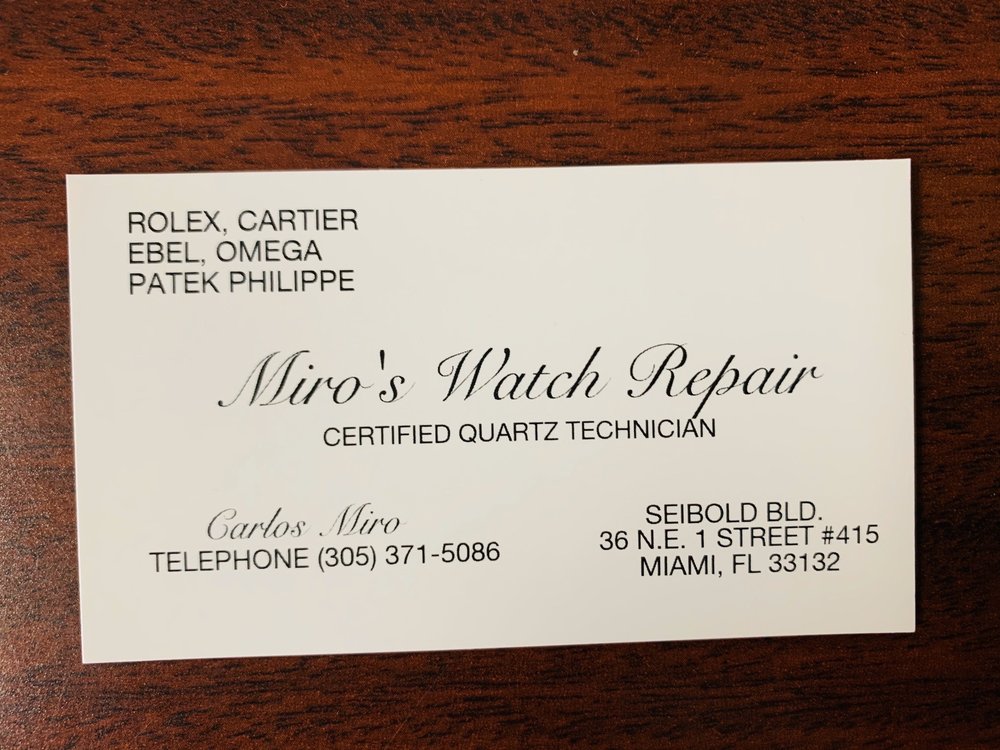 ROLEX, CARTIER
EBEL, OMEGA
PATEK PHILIPPE
Miro's Watch Repair
CERTIFIED QUARTZ TECHNICIAN
Carlos Miro
TELEPHONE (305) 371-5086
SEIBOLD BLD.
36 N.E. 1 STREET #415
MIAMI, FL 33132